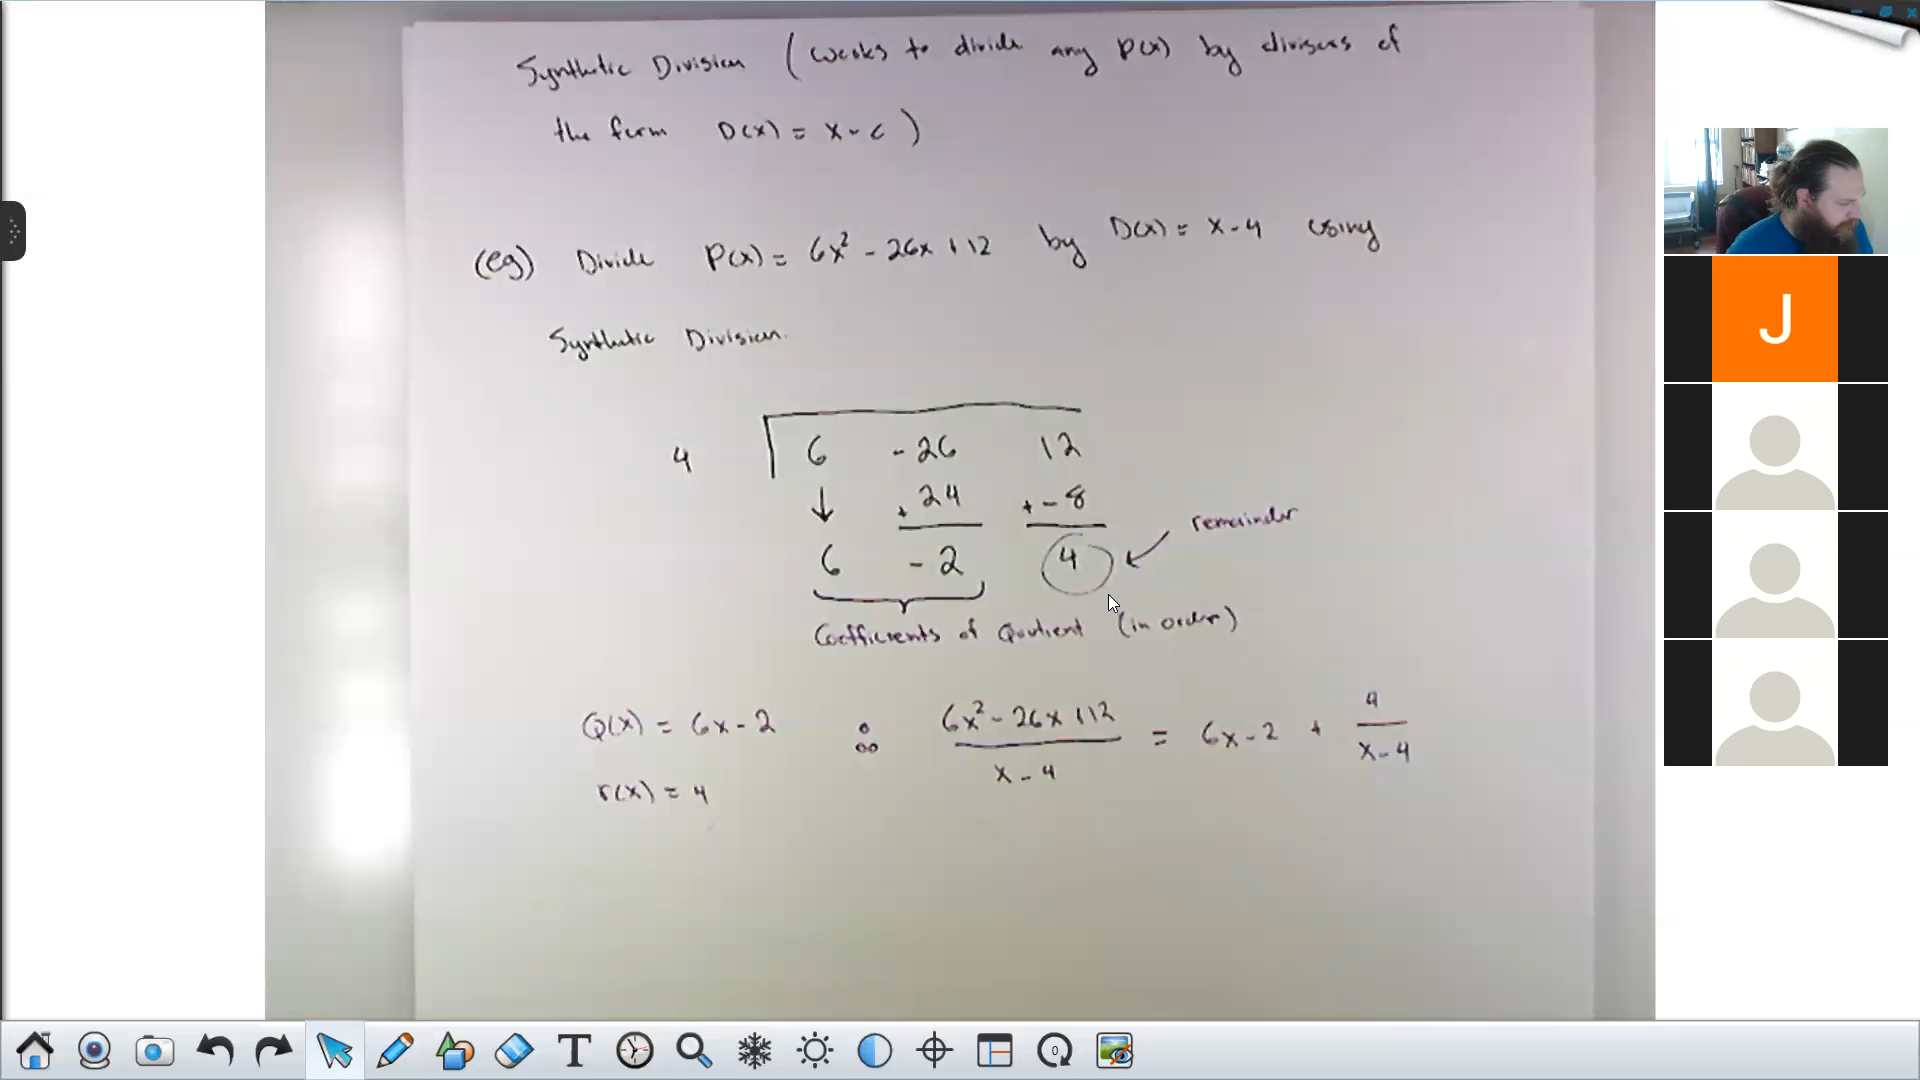 Synthetic Division (works to divide any P(x) by divisors of
the form D(x) = x - c )
(eg) Divide P(x) = 6x² - 26x + 12 by D(x) = x - 4 using
Synthetic Division.
4 6 -26 12
↓ + 24 + -8
6 -2 4 ← remainder
Coefficients of Quotient (in order)
Q(x) = 6x - 2 ∴ (6x² - 26x + 12)/(x - 4) = 6x - 2 + 4/(x - 4)
r(x) = 4
J
T
0